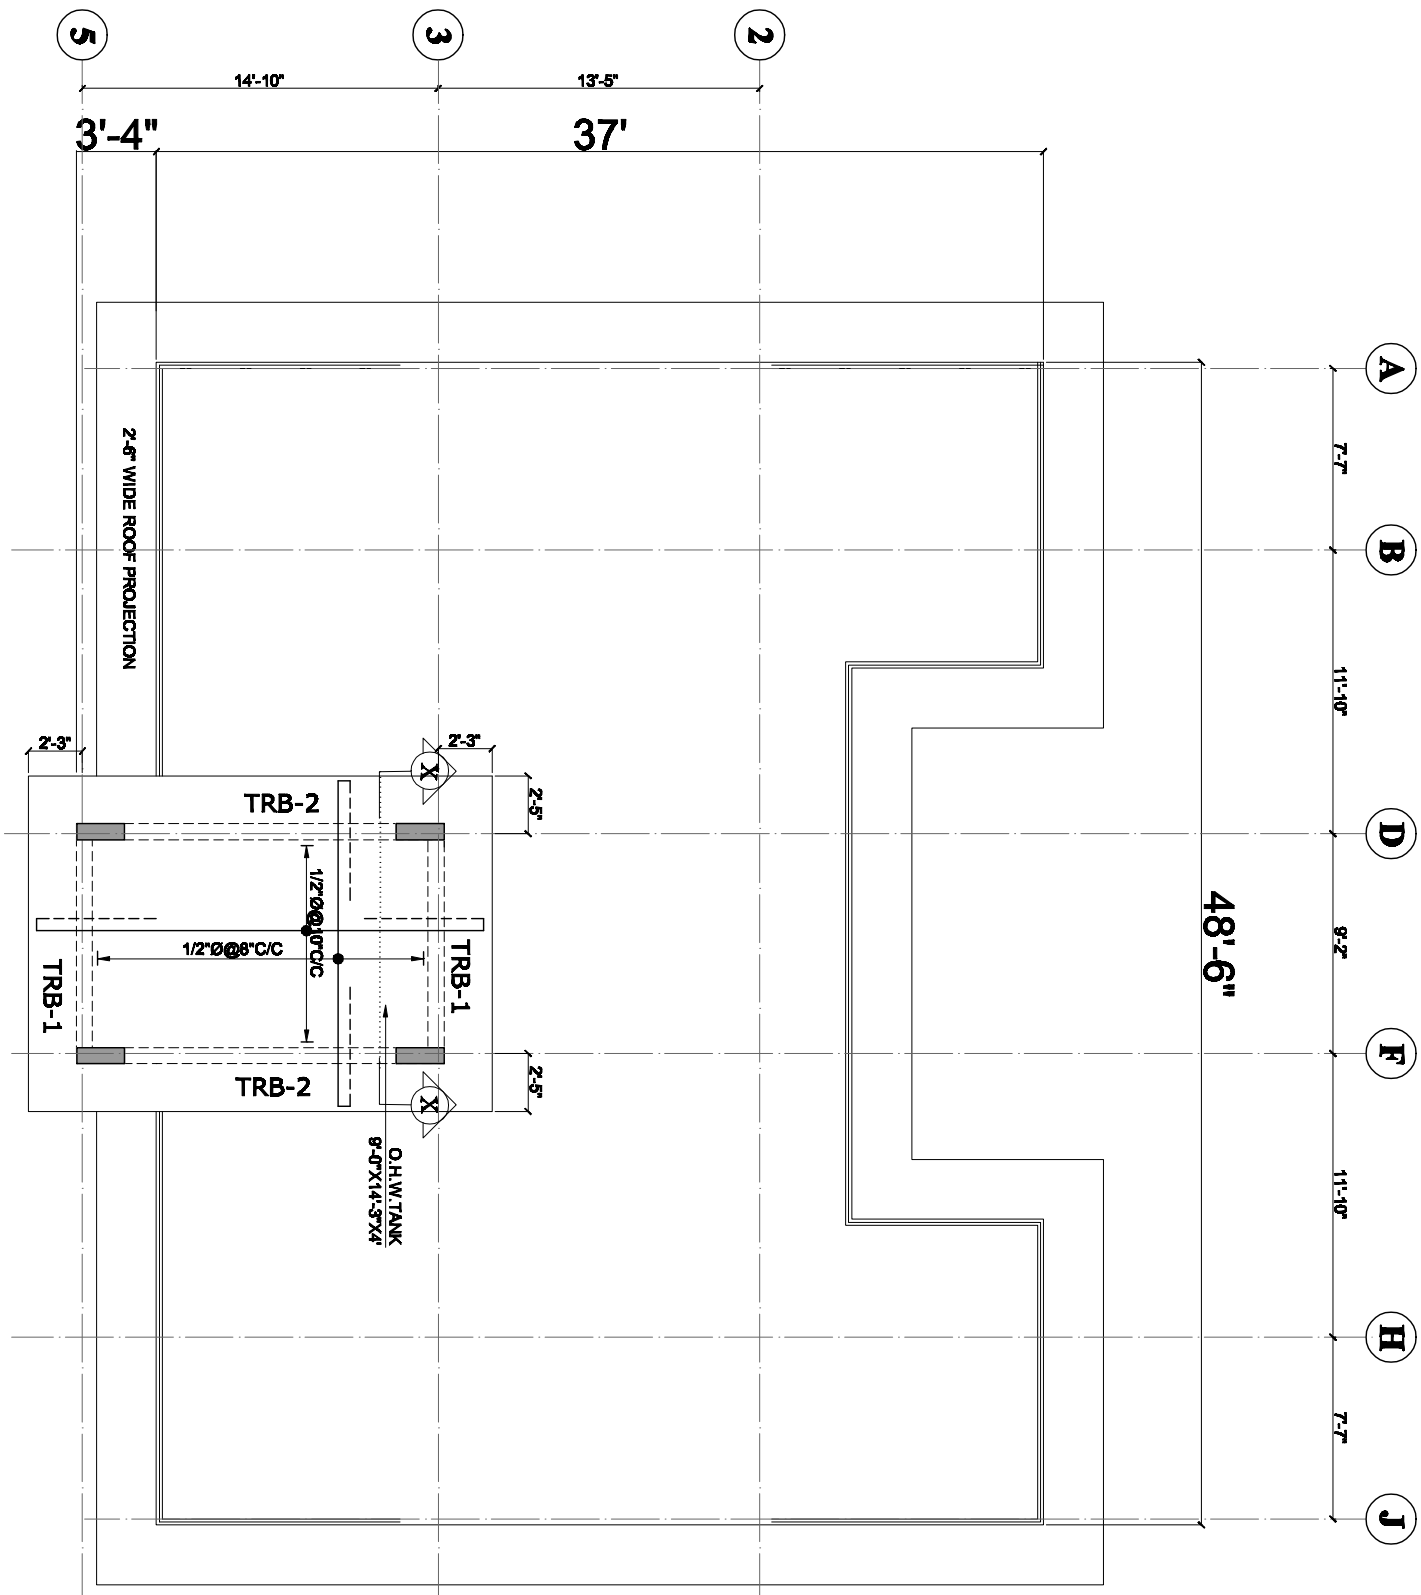 5
3
2
14'-10"
13'-5"
3'-4"
37'
A
B
D
F
H
J
7'-7"
11'-10"
9'-2"
11'-10"
7'-7"
48'-6"
2'-6" WIDE ROOF PROJECTION
2'-3"
2'-3"
2'-5"
2'-5"
X
X
TRB-2
TRB-1
TRB-1
TRB-2
1/2"Ø@10"C/C
1/2"Ø@8"C/C
O.H.W.TANK
9'-0"X14'-3"X4'